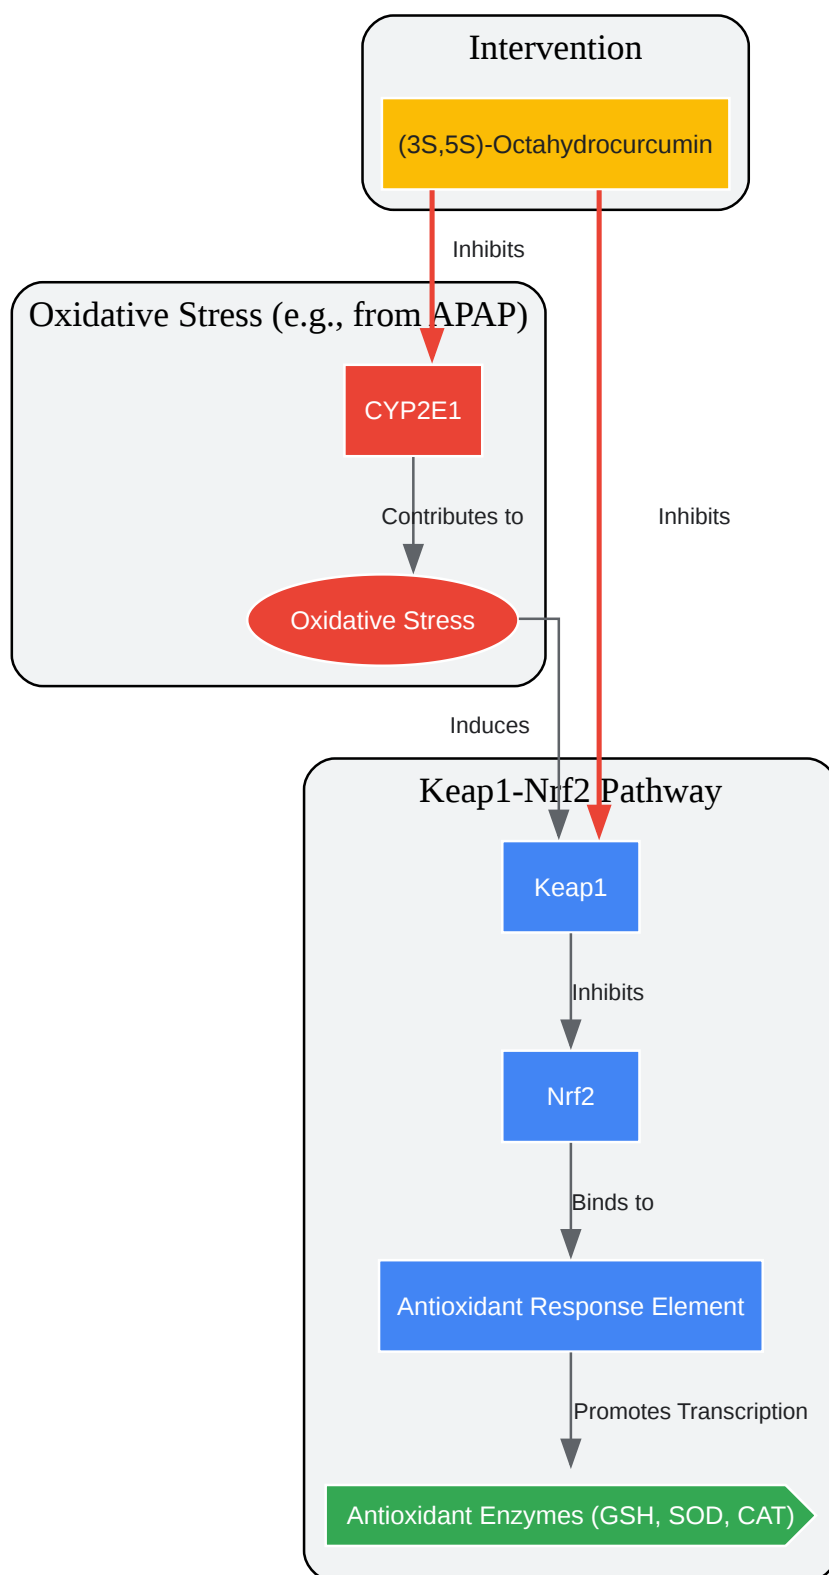 Intervention
(3S,5S)-Octahydrocurcumin
Inhibits
Oxidative Stress (e.g., from APAP)
CYP2E1
Contributes to
Inhibits
Oxidative Stress
Induces
Keap1-Nrf2 Pathway
Keap1
Inhibits
Nrf2
Binds to
Antioxidant Response Element
Promotes Transcription
Antioxidant Enzymes (GSH, SOD, CAT)